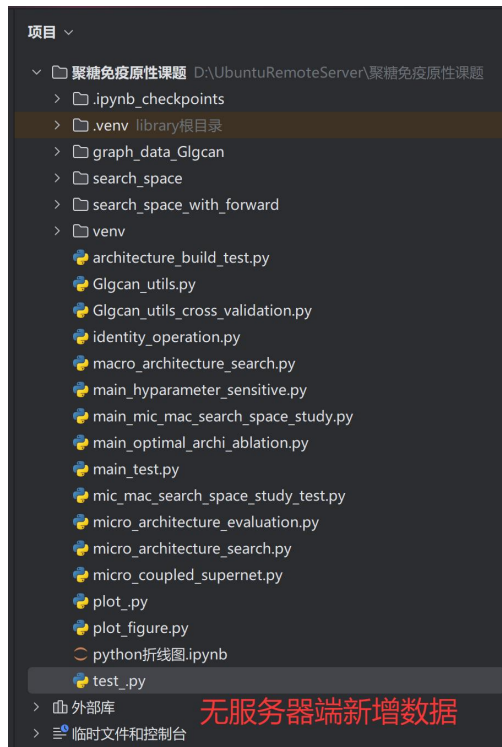 项目
聚糖免疫原性课题 D:\UbuntuRemoteServer\聚糖免疫原性课题
.ipynb_checkpoints
.venv library根目录
graph_data_Glgcan
search_space
search_space_with_forward
venv
architecture_build_test.py
Glgcan_utils.py
Glgcan_utils_cross_validation.py
identity_operation.py
macro_architecture_search.py
main_hyparameter_sensitive.py
main_mic_mac_search_space_study.py
main_optimal_archi_ablation.py
main_test.py
mic_mac_search_space_study_test.py
micro_architecture_evaluation.py
micro_architecture_search.py
micro_coupled_supernet.py
plot_.py
plot_figure.py
python折线图.ipynb
test_.py
外部库
无服务器端新增数据
临时文件和控制台